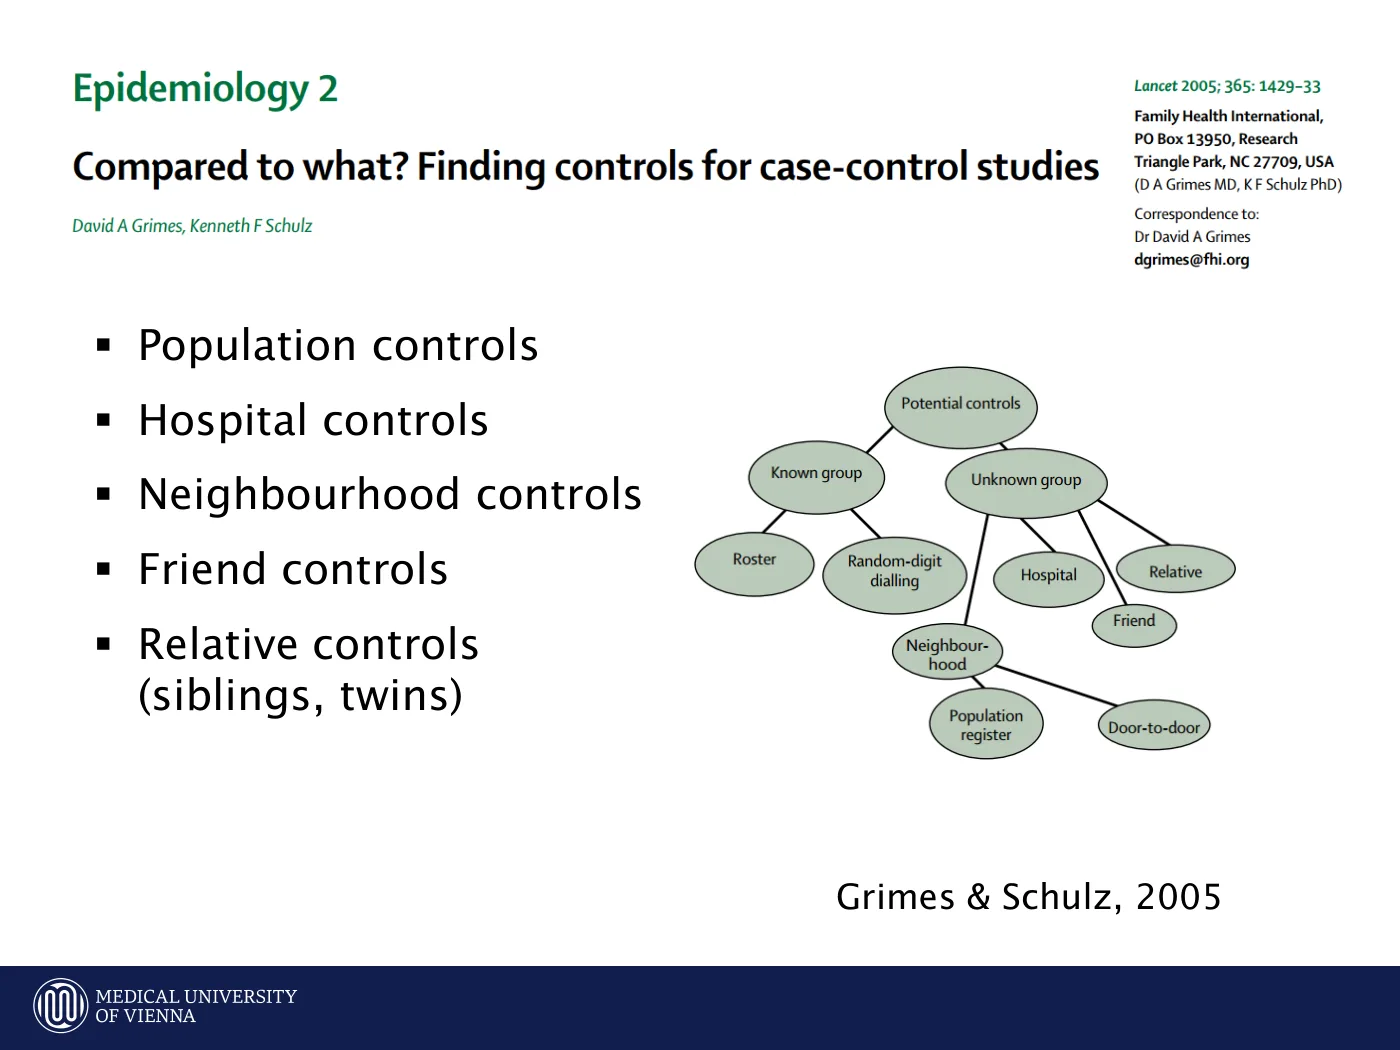 Epidemiology 2
Compared to what? Finding controls for case-control studies
David A Grimes, Kenneth F Schulz
Lancet 2005; 365: 1429–33
Family Health International,
PO Box 13950, Research
Triangle Park, NC 27709, USA
(D A Grimes MD, K F Schulz PhD)
Correspondence to:
Dr David A Grimes
dgrimes@fhi.org
▪ Population controls
▪ Hospital controls
▪ Neighbourhood controls
▪ Friend controls
▪ Relative controls
(siblings, twins)
Potential controls
Known group
Unknown group
Roster
Random-digit
dialling
Hospital
Relative
Friend
Neighbour-
hood
Population
register
Door-to-door
Grimes & Schulz, 2005
MEDICAL UNIVERSITY
OF VIENNA